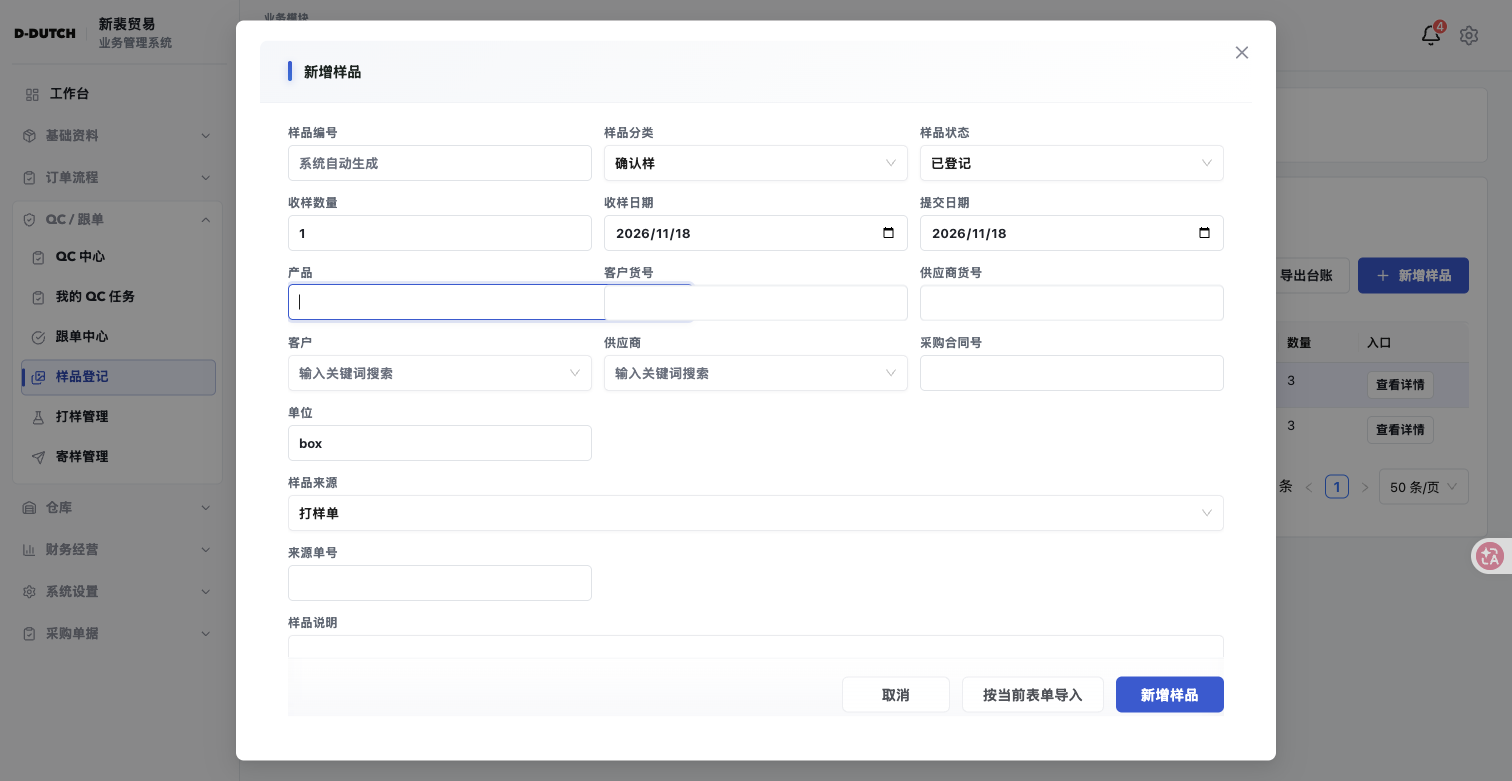 D-DUTCH
新装贸易
业务管理系统
工作台
基础资料
订单流程
QC / 跟单
QC 中心
我的 QC 任务
跟单中心
样品登记
打样管理
寄样管理
仓库
财务经营
系统设置
采购单据
业务模块
4
新增样品
样品编号
样品分类
样品状态
系统自动生成
确认样
已登记
收样数量
收样日期
提交日期
1
2026/11/18
2026/11/18
产品
客户货号
供应商货号
客户
供应商
采购合同号
输入关键词搜索
输入关键词搜索
单位
box
样品来源
打样单
来源单号
样品说明
取消
按当前表单导入
新增样品
导出台账
新增样品
数量
入口
3
查看详情
3
查看详情
条
1
50 条/页